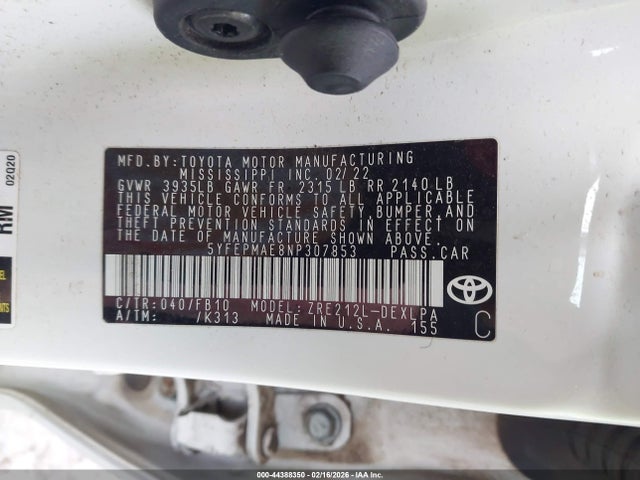 MFD.BY:TOYOTA MOTOR MANUFACTURING
MISSISSIPPI INC. 02/22
GVWR 3935LB GAWR FR 2315 LB RR 2140 LB
THIS VEHICLE CONFORMS TO ALL APPLICABLE
FEDERAL MOTOR VEHICLE SAFETY, BUMPER, AND
THEFT PREVENTION STANDARDS IN EFFECT ON
THE DATE OF MANUFACTURE SHOWN ABOVE.
5YFEPMAE8NP307853 PASS.CAR
C/TR:040/FB10 MODEL: ZRE212L-DEXLPA
A/TM: /K313 MADE IN U.S.A. 155
C
02Q20
RM
000-44388350 | 02/16/2026 - IAA Inc.